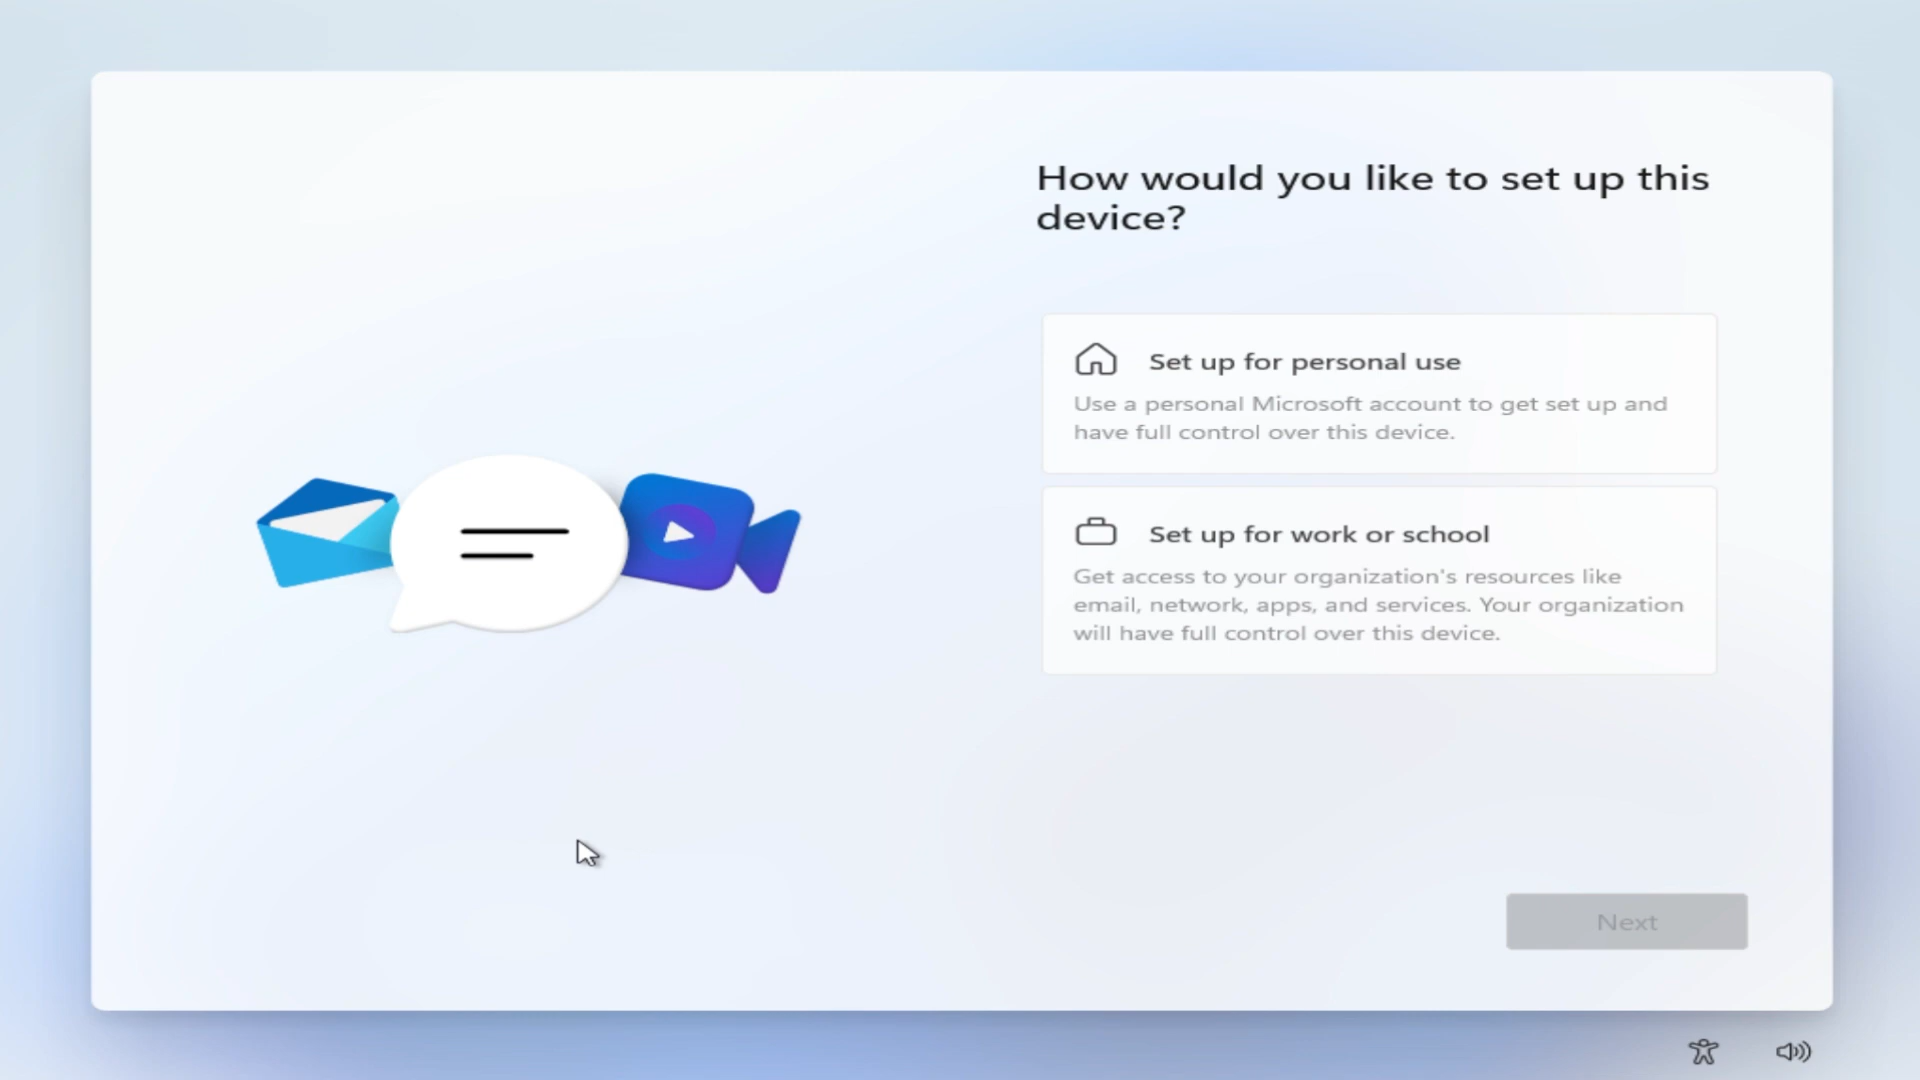 How would you like to set up this
device?
Set up for personal use
Use a personal Microsoft account to get set up and
have full control over this device.
Set up for work or school
Get access to your organization's resources like
email, network, apps, and services. Your organization
will have full control over this device.
Next